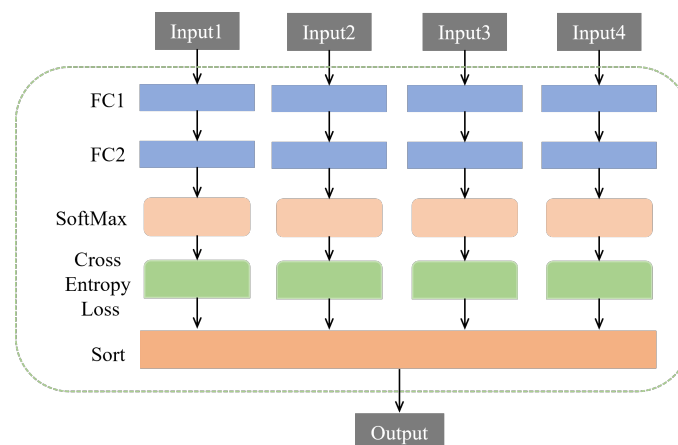 Input1 Input2 Input3 Input4
FC1
FC2
SoftMax
Cross
Entropy
Loss
Sort
Output